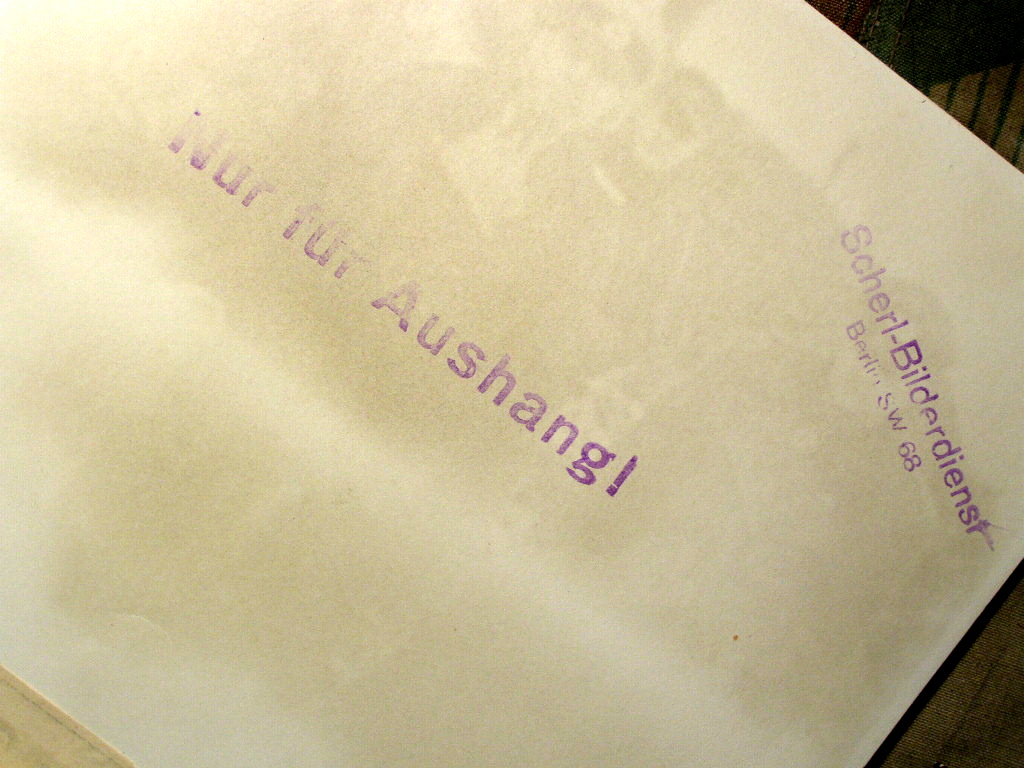 Nur für Aushang!
Scherl-Bilderdienst
Berlin SW 68